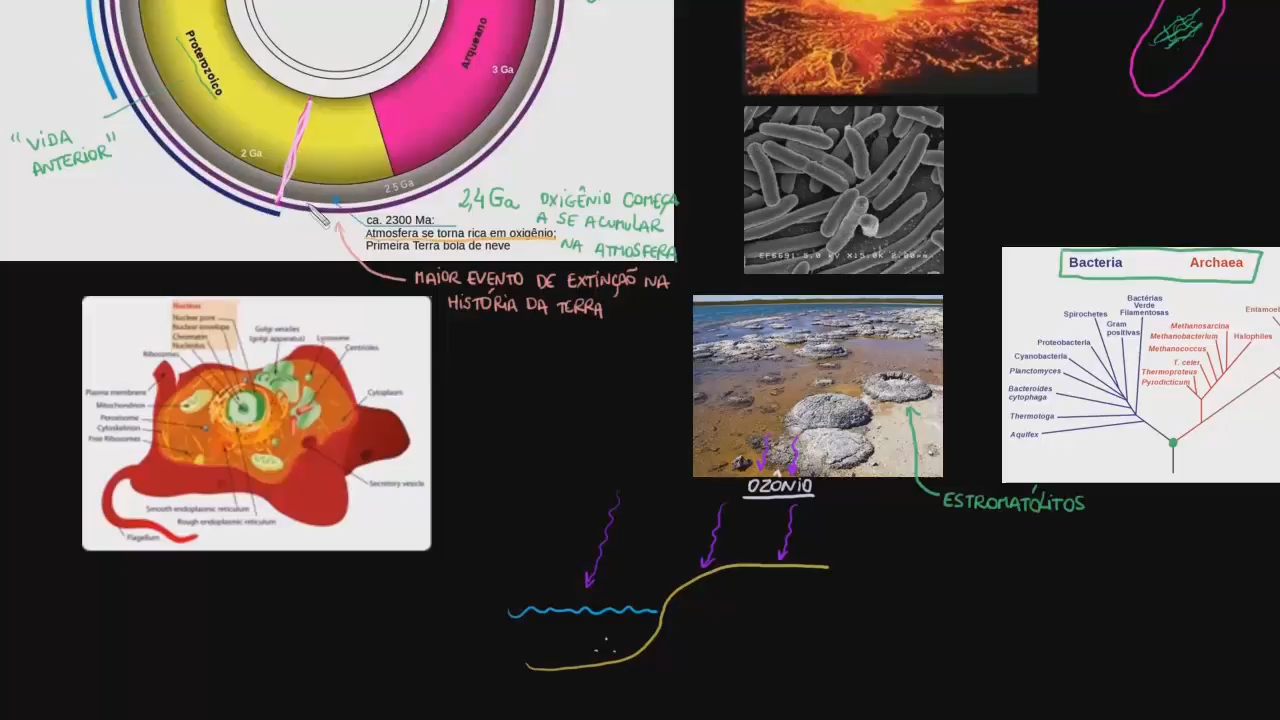 Proterozoico
Arqueano
3 Ga
2 Ga
2.5 Ga
"VIDA
ANTERIOR"
ca. 2300 Ma:
Atmosfera se torna rica em oxigênio;
Primeira Terra bola de neve
2,4 Ga OXIGÊNIO COMEÇA
A SE ACUMULAR
NA ATMOSFERA
MAIOR EVENTO DE EXTINÇÃO NA
HISTÓRIA DA TERRA
Nucleus
Nuclear pore
Nuclear envelope
Chromatin
Nucleolus
Ribosomes
Golgi vesicles
(golgi apparatus)
Lysosome
Centrioles
Plasma membrane
Mitochondrion
Peroxisome
Cytoskeleton
Free Ribosomes
Cytoplasm
Secretory vesicle
Smooth endoplasmic reticulum
Rough endoplasmic reticulum
Flagellum
OZÔNIO
ESTROMATÓLITOS
Bacteria
Archaea
Bactérias
Verde
Filamentosas
Spirochetes
Gram
positivas
Proteobacteria
Cyanobacteria
Planctomyces
Bacteroides
cytophaga
Thermotoga
Aquifex
Entamoeb
Methanosarcina
Methanobacterium
Halophiles
Methanococcus
T. celer
Thermoproteus
Pyrodicticum